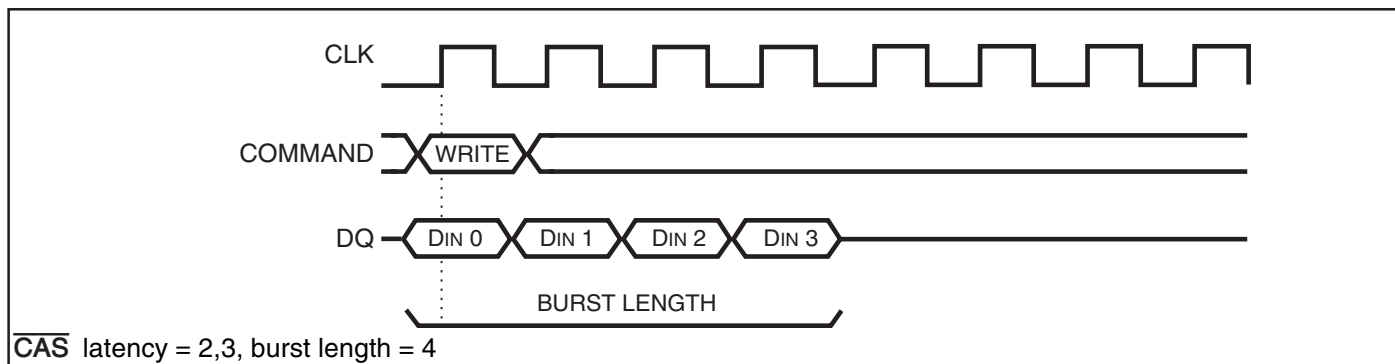 CLK
COMMAND WRITE
DQ DIN 0 DIN 1 DIN 2 DIN 3
BURST LENGTH
CAS latency = 2,3, burst length = 4